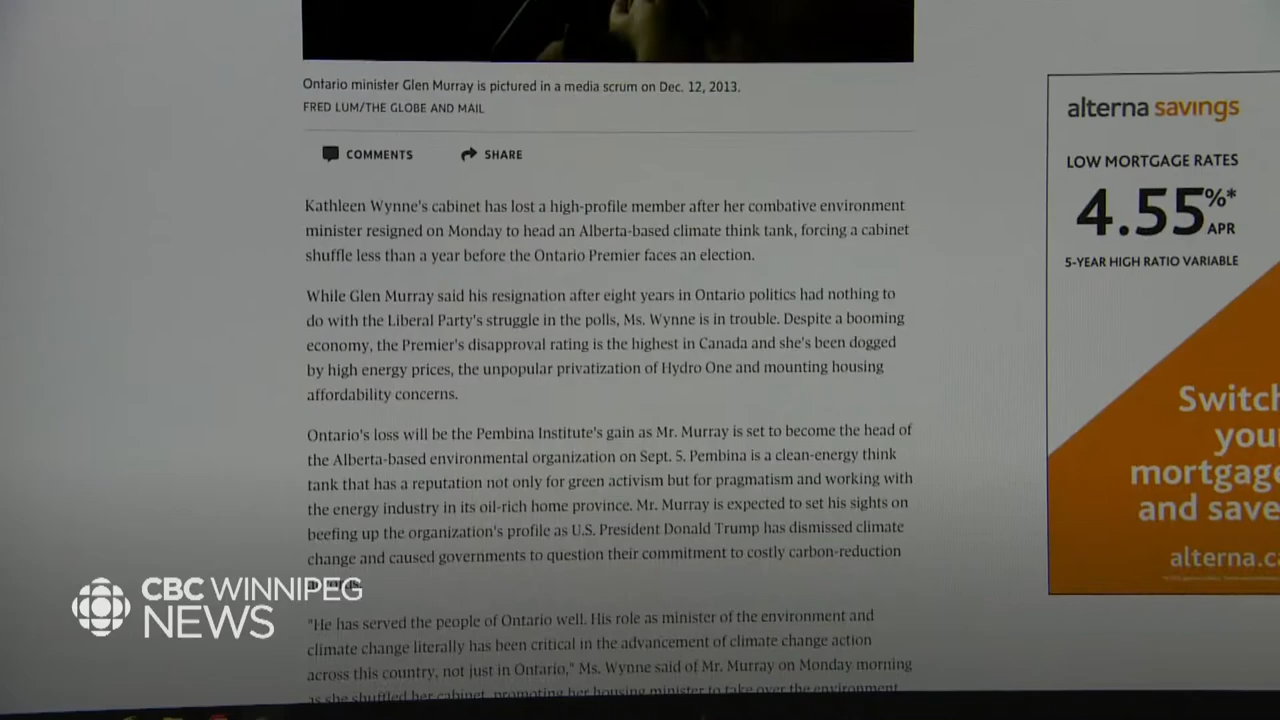 Ontario minister Glen Murray is pictured in a media scrum on Dec. 12, 2013.
FRED LUM/THE GLOBE AND MAIL
COMMENTS SHARE
Kathleen Wynne's cabinet has lost a high-profile member after her combative environment
minister resigned on Monday to head an Alberta-based climate think tank, forcing a cabinet
shuffle less than a year before the Ontario Premier faces an election.
While Glen Murray said his resignation after eight years in Ontario politics had nothing to
do with the Liberal Party's struggle in the polls, Ms. Wynne is in trouble. Despite a booming
economy, the Premier's disapproval rating is the highest in Canada and she's been dogged
by high energy prices, the unpopular privatization of Hydro One and mounting housing
affordability concerns.
Ontario's loss will be the Pembina Institute's gain as Mr. Murray is set to become the head of
the Alberta-based environmental organization on Sept. 5. Pembina is a clean-energy think
tank that has a reputation not only for green activism but for pragmatism and working with
the energy industry in its oil-rich home province. Mr. Murray is expected to set his sights on
beefing up the organization's profile as U.S. President Donald Trump has dismissed climate
change and caused governments to question their commitment to costly carbon-reduction
"He has served the people of Ontario well. His role as minister of the environment and
climate change literally has been critical in the advancement of climate change action
across this country, not just in Ontario," Ms. Wynne said of Mr. Murray on Monday morning
as she shuffled her cabinet, promoting her housing minister to take over the environment
alterna savings
LOW MORTGAGE RATES
4.55%*
APR
5-YEAR HIGH RATIO VARIABLE
Switch
your
mortgage
and save
alterna.c
CBC WINNIPEG
NEWS